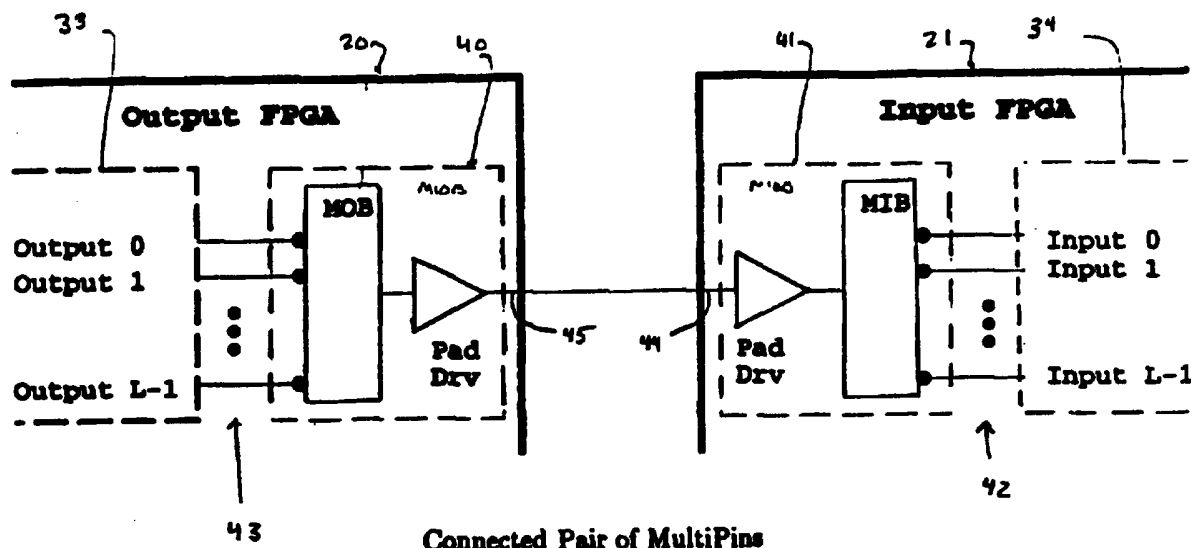 33 20 40 41 21 34
Output FPGA Input FPGA
MOB MIOB MIB
Output 0 Input 0
Output 1 Input 1
45 44
Pad Drv Pad Drv
Output L-1 Input L-1
43 42
Connected Pair of MultiPins